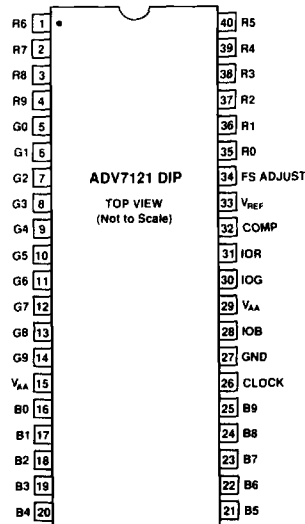 R6 1 40 R5
R7 2 39 R4
R8 3 38 R3
R9 4 37 R2
G0 5 36 R1
G1 6 35 R0
G2 7 ADV7121 DIP 34 FS ADJUST
G3 8 TOP VIEW 33 VREF
(Not to Scale)
G4 9 32 COMP
G5 10 31 IOR
G6 11 30 IOG
G7 12 29 VAA
G8 13 28 IOB
G9 14 27 GND
VAA 15 26 CLOCK
B0 16 25 B9
B1 17 24 B8
B2 18 23 B7
B3 19 22 B6
B4 20 21 B5